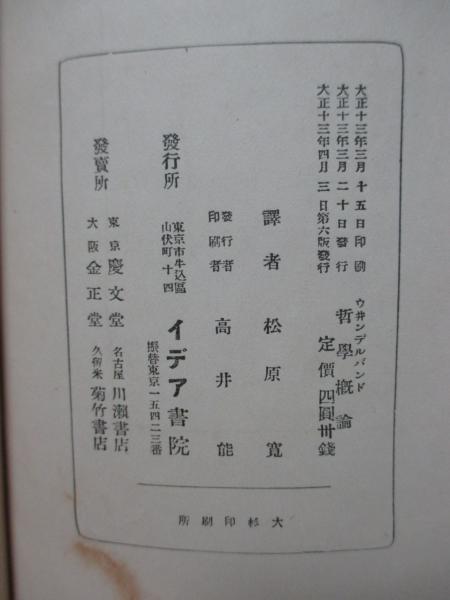 大正十三年三月十五日印刷
大正十三年三月二十日發行
大正十三年四月三日第六版發行
ウ井ンデルバンド
哲學概論
定價四圓卅錢
譯者 松原寬
發行者
印刷者
高井能
發行所
東京市牛込區
山伏町十四
イデア書院
振替東京一五四二三番
發賣所
東京 慶文堂
大阪 金正堂
名古屋 川瀨書店
久留米 菊竹書店
大杉印刷所